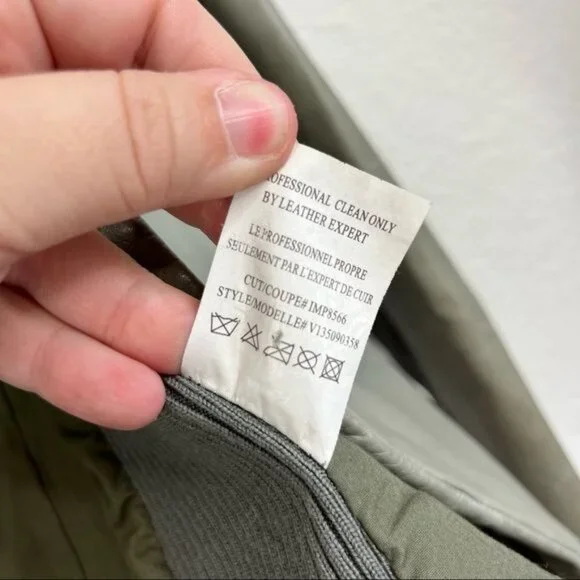 ROFESSIONAL CLEAN ONLY
BY LEATHER EXPERT
LE PROFESSIONNEL PROPRE
SEULEMENT PAR L'EXPERT DE CUIR
CUT/COUPE# IMP8566
STYLE/MODELLE# V135090358